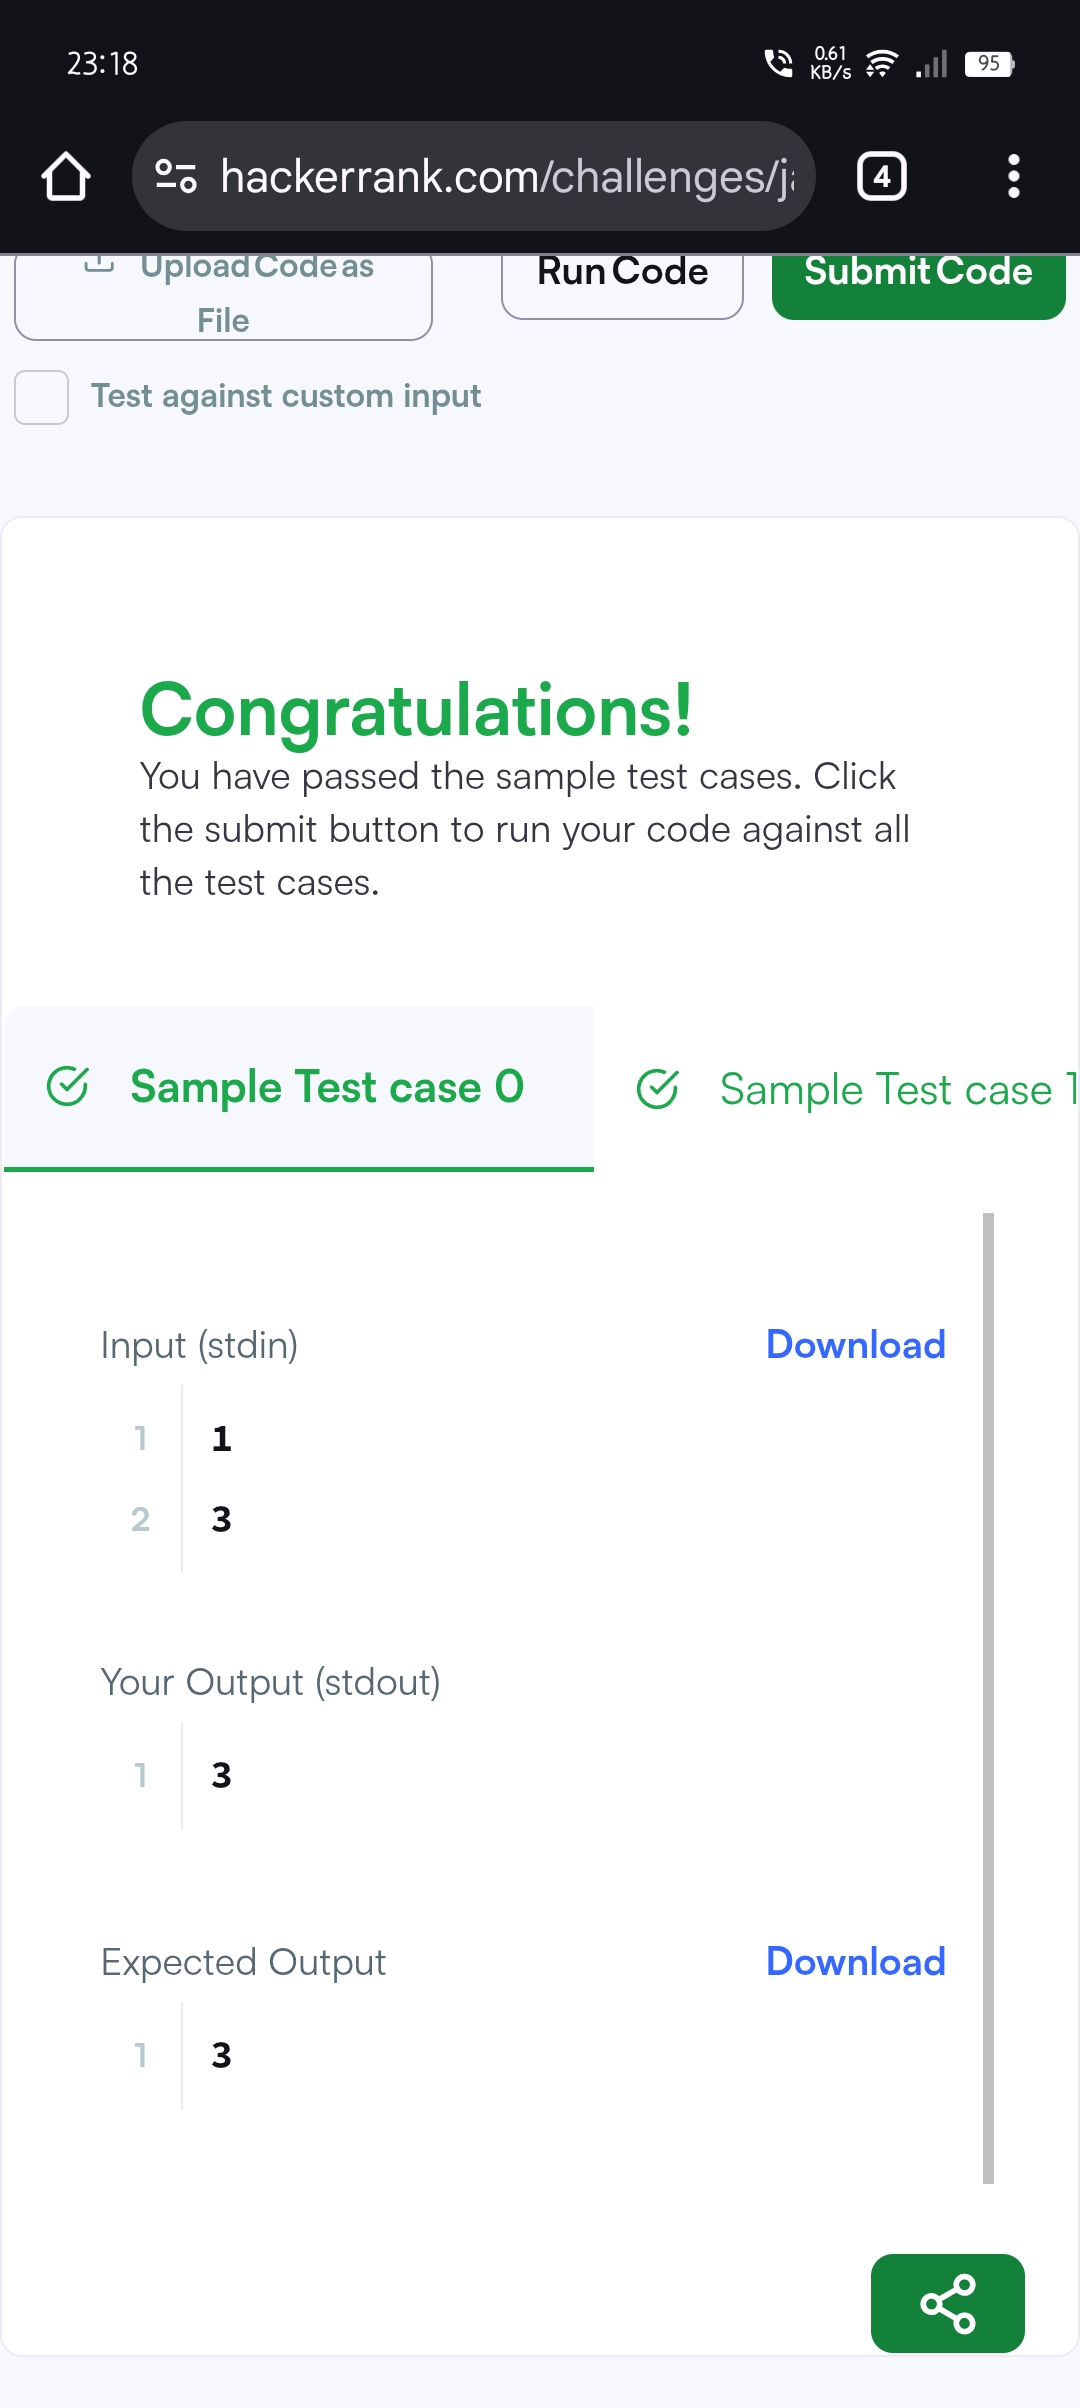 23:18
0.61
KB/s
95
hackerrank.com/challenges/j
4
Upload Code as
File
Run Code
Submit Code
Test against custom input
Congratulations!
You have passed the sample test cases. Click
the submit button to run your code against all
the test cases.
Sample Test case 0
Sample Test case 1
Input (stdin)
Download
1
1
2
3
Your Output (stdout)
1
3
Expected Output
Download
1
3